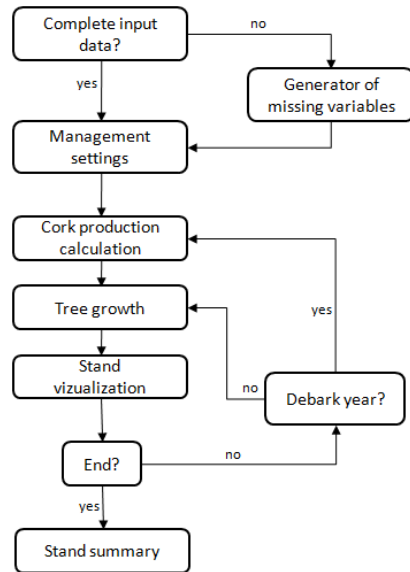 Complete input
data?
no
yes
Generator of
missing variables
Management
settings
Cork production
calculation
yes
Tree growth
Stand
vizualization
no
Debark year?
End?
no
yes
Stand summary